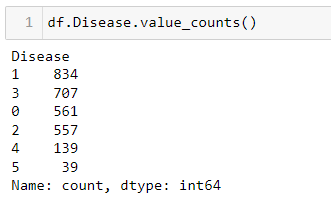 1 df.Disease.value_counts()
Disease
1 834
3 707
0 561
2 557
4 139
5 39
Name: count, dtype: int64